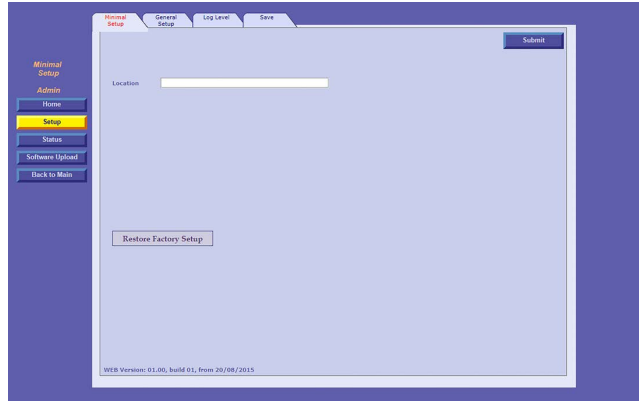 Minimal
Setup
General
Setup
Log Level
Save
Submit
Minimal
Setup
Admin
Home
Setup
Status
Software Upload
Back to Main
Location
Restore Factory Setup
WEB Version: 01.00, build 01, from 20/08/2015